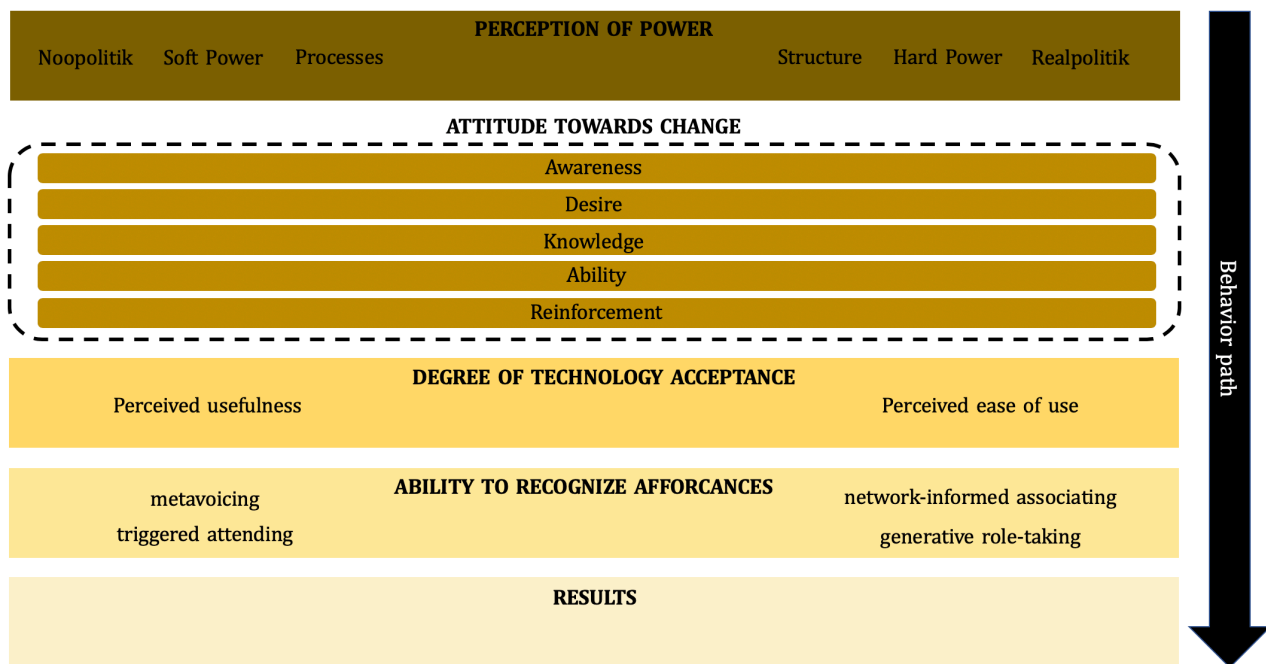 PERCEPTION OF POWER
Noopolitik Soft Power Processes Structure Hard Power Realpolitik
ATTITUDE TOWARDS CHANGE
Awareness
Desire
Knowledge
Ability
Reinforcement
DEGREE OF TECHNOLOGY ACCEPTANCE
Perceived usefulness Perceived ease of use
ABILITY TO RECOGNIZE AFFORCANCES
metavoicing network-informed associating
triggered attending generative role-taking
RESULTS
Behavior path